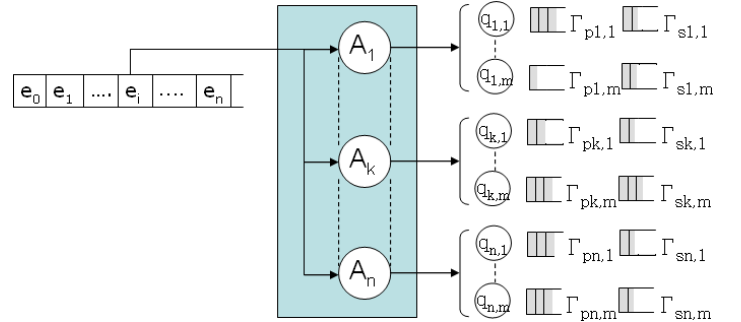 e0 e1 .... ei .... en
A1
Ak
An
q1,1 Γp1,1 Γs1,1
q1,m Γp1,m Γs1,m
qk,1 Γpk,1 Γsk,1
qk,m Γpk,m Γsk,m
qn,1 Γpn,1 Γsn,1
qn,m Γpn,m Γsn,m